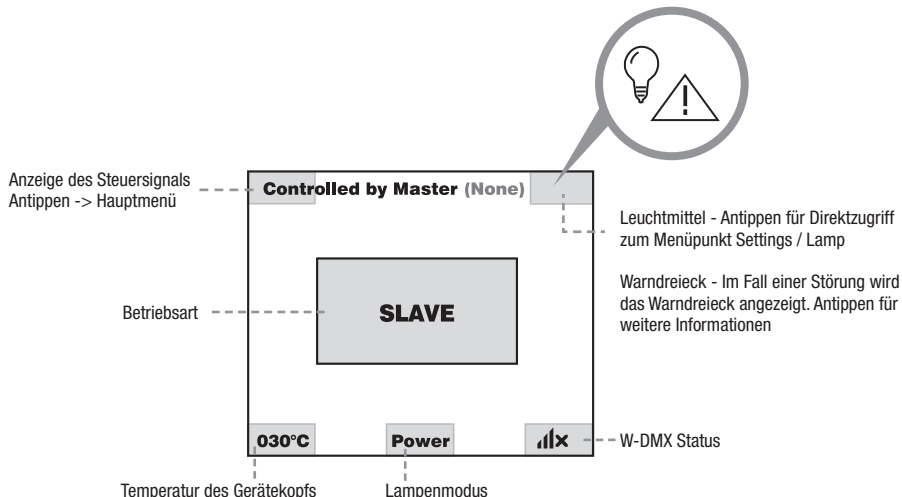 Anzeige des Steuersignals
Antippen -> Hauptmenü
Controlled by Master (None)
Leuchtmittel - Antippen für Direktzugriff
zum Menüpunkt Settings / Lamp
Warndreieck - Im Fall einer Störung wird
das Warndreieck angezeigt. Antippen für
weitere Informationen
Betriebsart
SLAVE
030°C
Power
W-DMX Status
Temperatur des Gerätekopfs
Lampenmodus